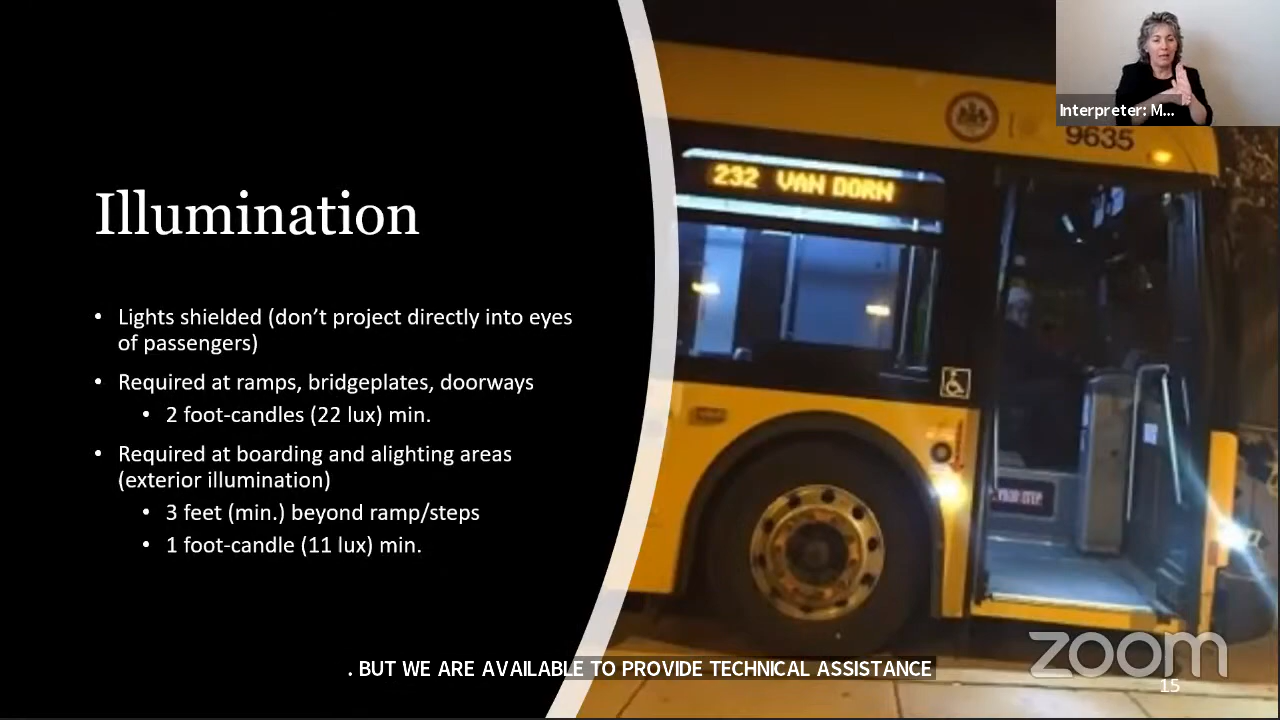 Interpreter: M...
9635
232 VAN DORN
Illumination
• Lights shielded (don’t project directly into eyes
of passengers)
• Required at ramps, bridgeplates, doorways
• 2 foot-candles (22 lux) min.
• Required at boarding and alighting areas
(exterior illumination)
• 3 feet (min.) beyond ramp/steps
• 1 foot-candle (11 lux) min.
YOUR STEP
. BUT WE ARE AVAILABLE TO PROVIDE TECHNICAL ASSISTANCE
zoom
15